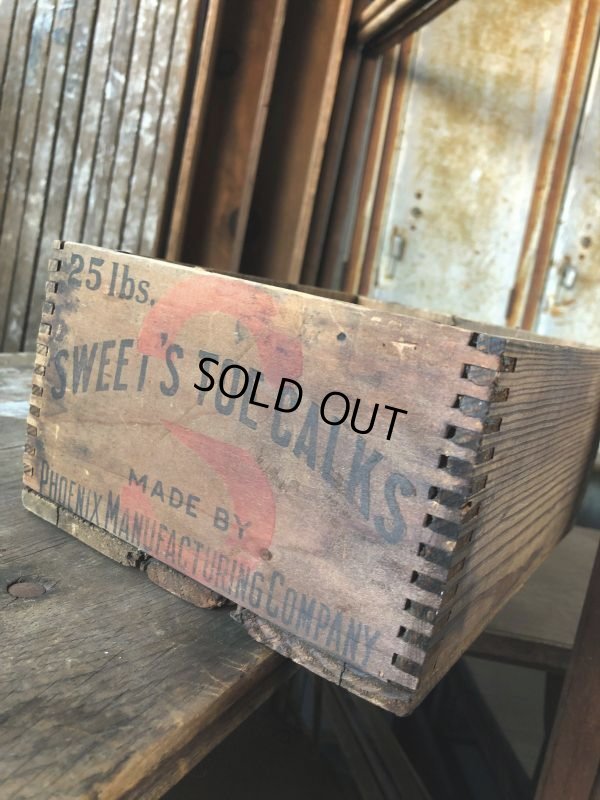 25 lbs.
SWEET'S TOE CALKS
SOLD OUT
MADE BY
PHOENIX MANUFACTURING COMPANY